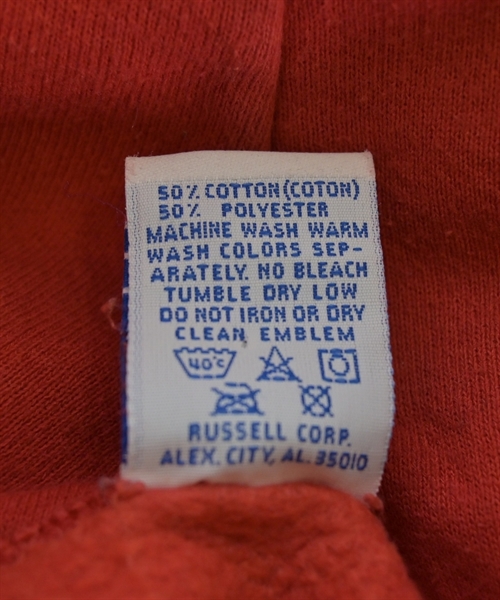 50% COTTON (COTON)
50% POLYESTER
MACHINE WASH WARM
WASH COLORS SEP-
ARATELY. NO BLEACH
TUMBLE DRY LOW
DO NOT IRON OR DRY
CLEAN EMBLEM
40°C
RUSSELL CORP.
ALEX. CITY, AL. 35010